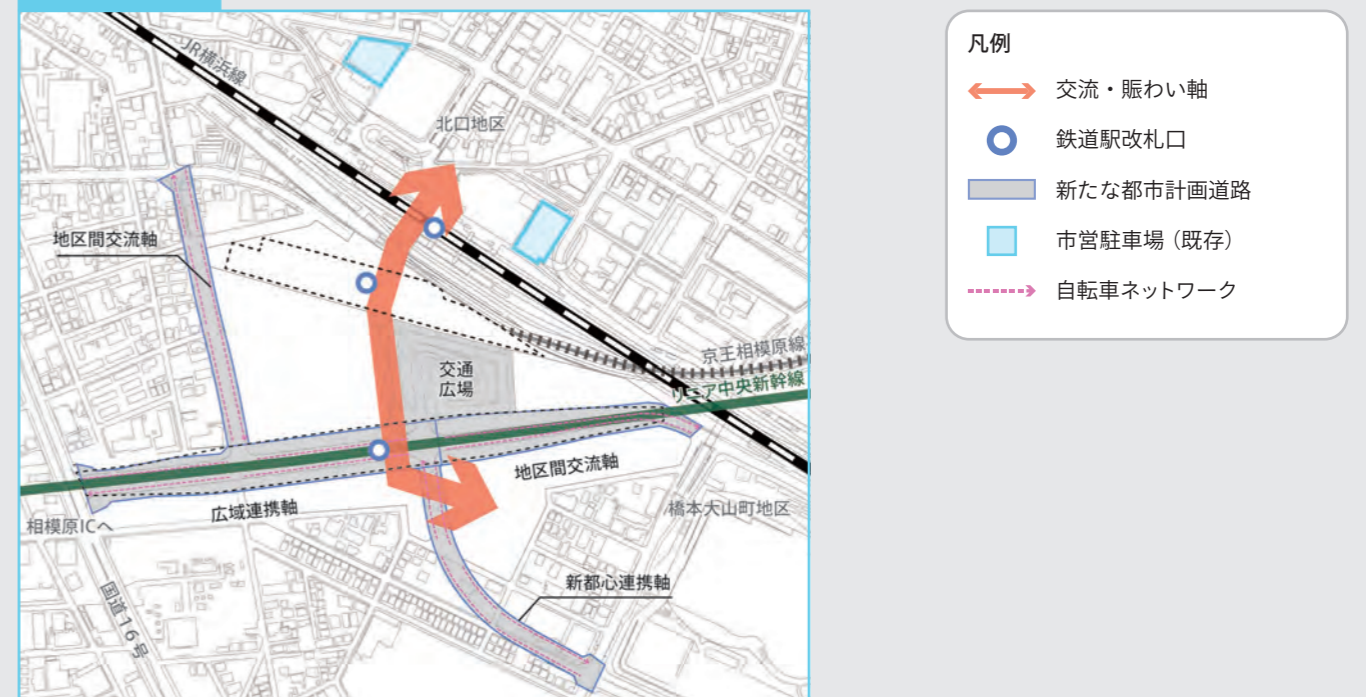 JR横浜線
北口地区
地区間交流軸
交通
広場
京王相模原線
リニア中央新幹線
地区間交流軸
広域連携軸
橋本大山町地区
相模原ICへ
国道16号
新都心連携軸
凡例
交流・賑わい軸
鉄道駅改札口
新たな都市計画道路
市営駐車場（既存）
自転車ネットワーク